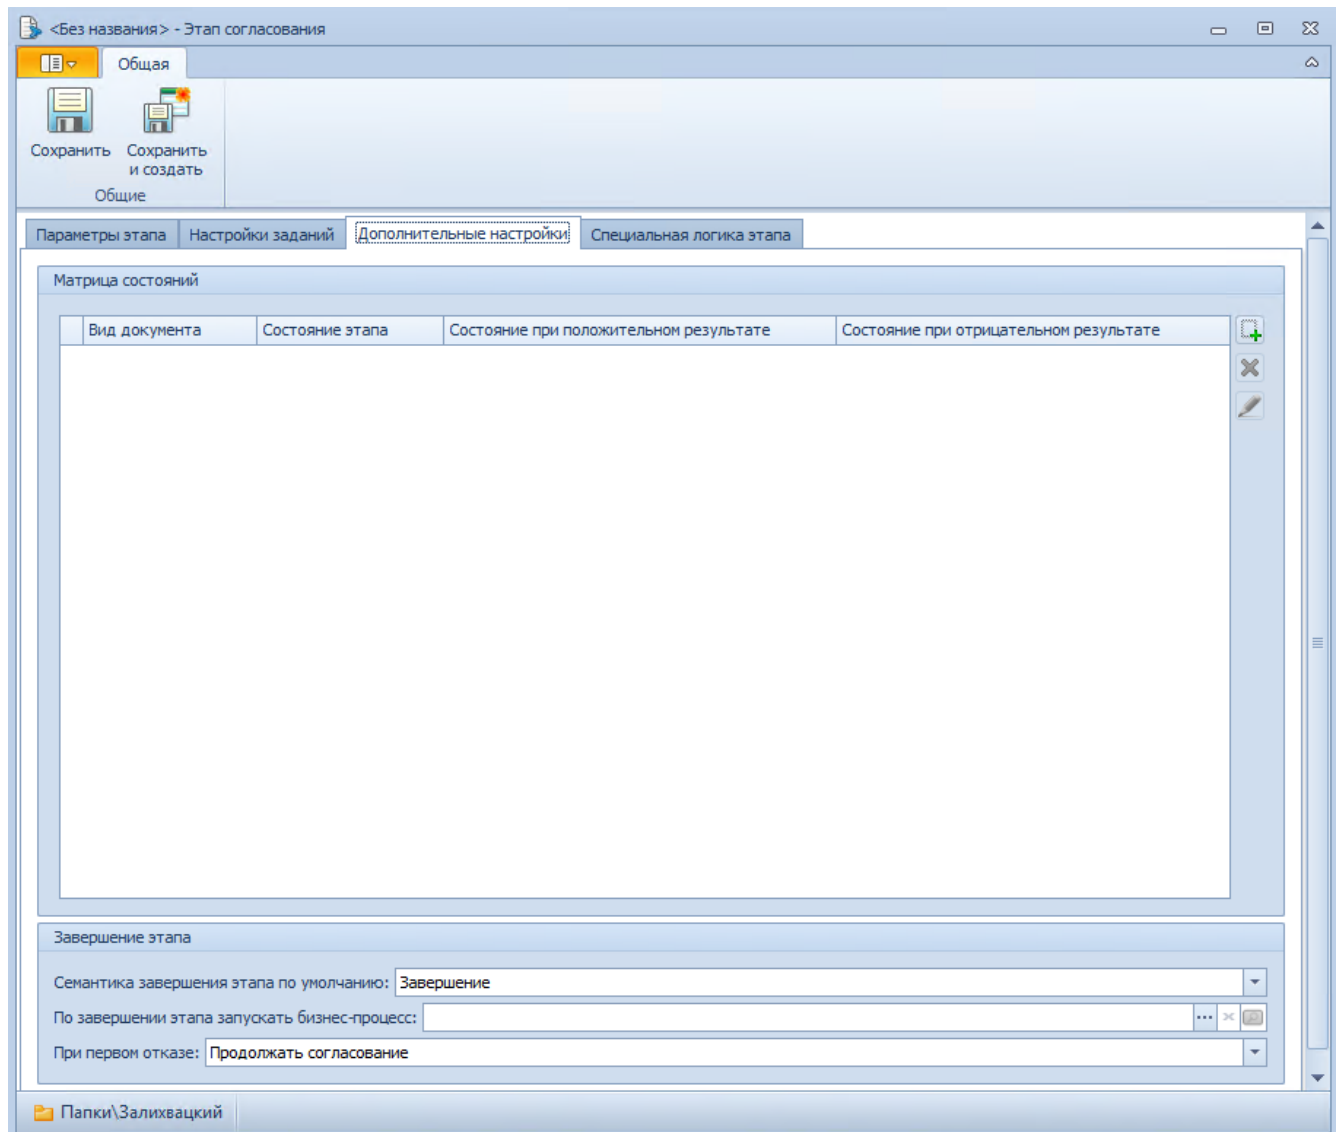 <Без названия> - Этап согласования
Общая
Сохранить
Сохранить
и создать
Общие
Параметры этапа
Настройки заданий
Дополнительные настройки
Специальная логика этапа
Матрица состояний
Вид документа
Состояние этапа
Состояние при положительном результате
Состояние при отрицательном результате
Завершение этапа
Семантика завершения этапа по умолчанию: Завершение
По завершении этапа запускать бизнес-процесс:
При первом отказе: Продолжать согласование
Папки\Залихвацкий